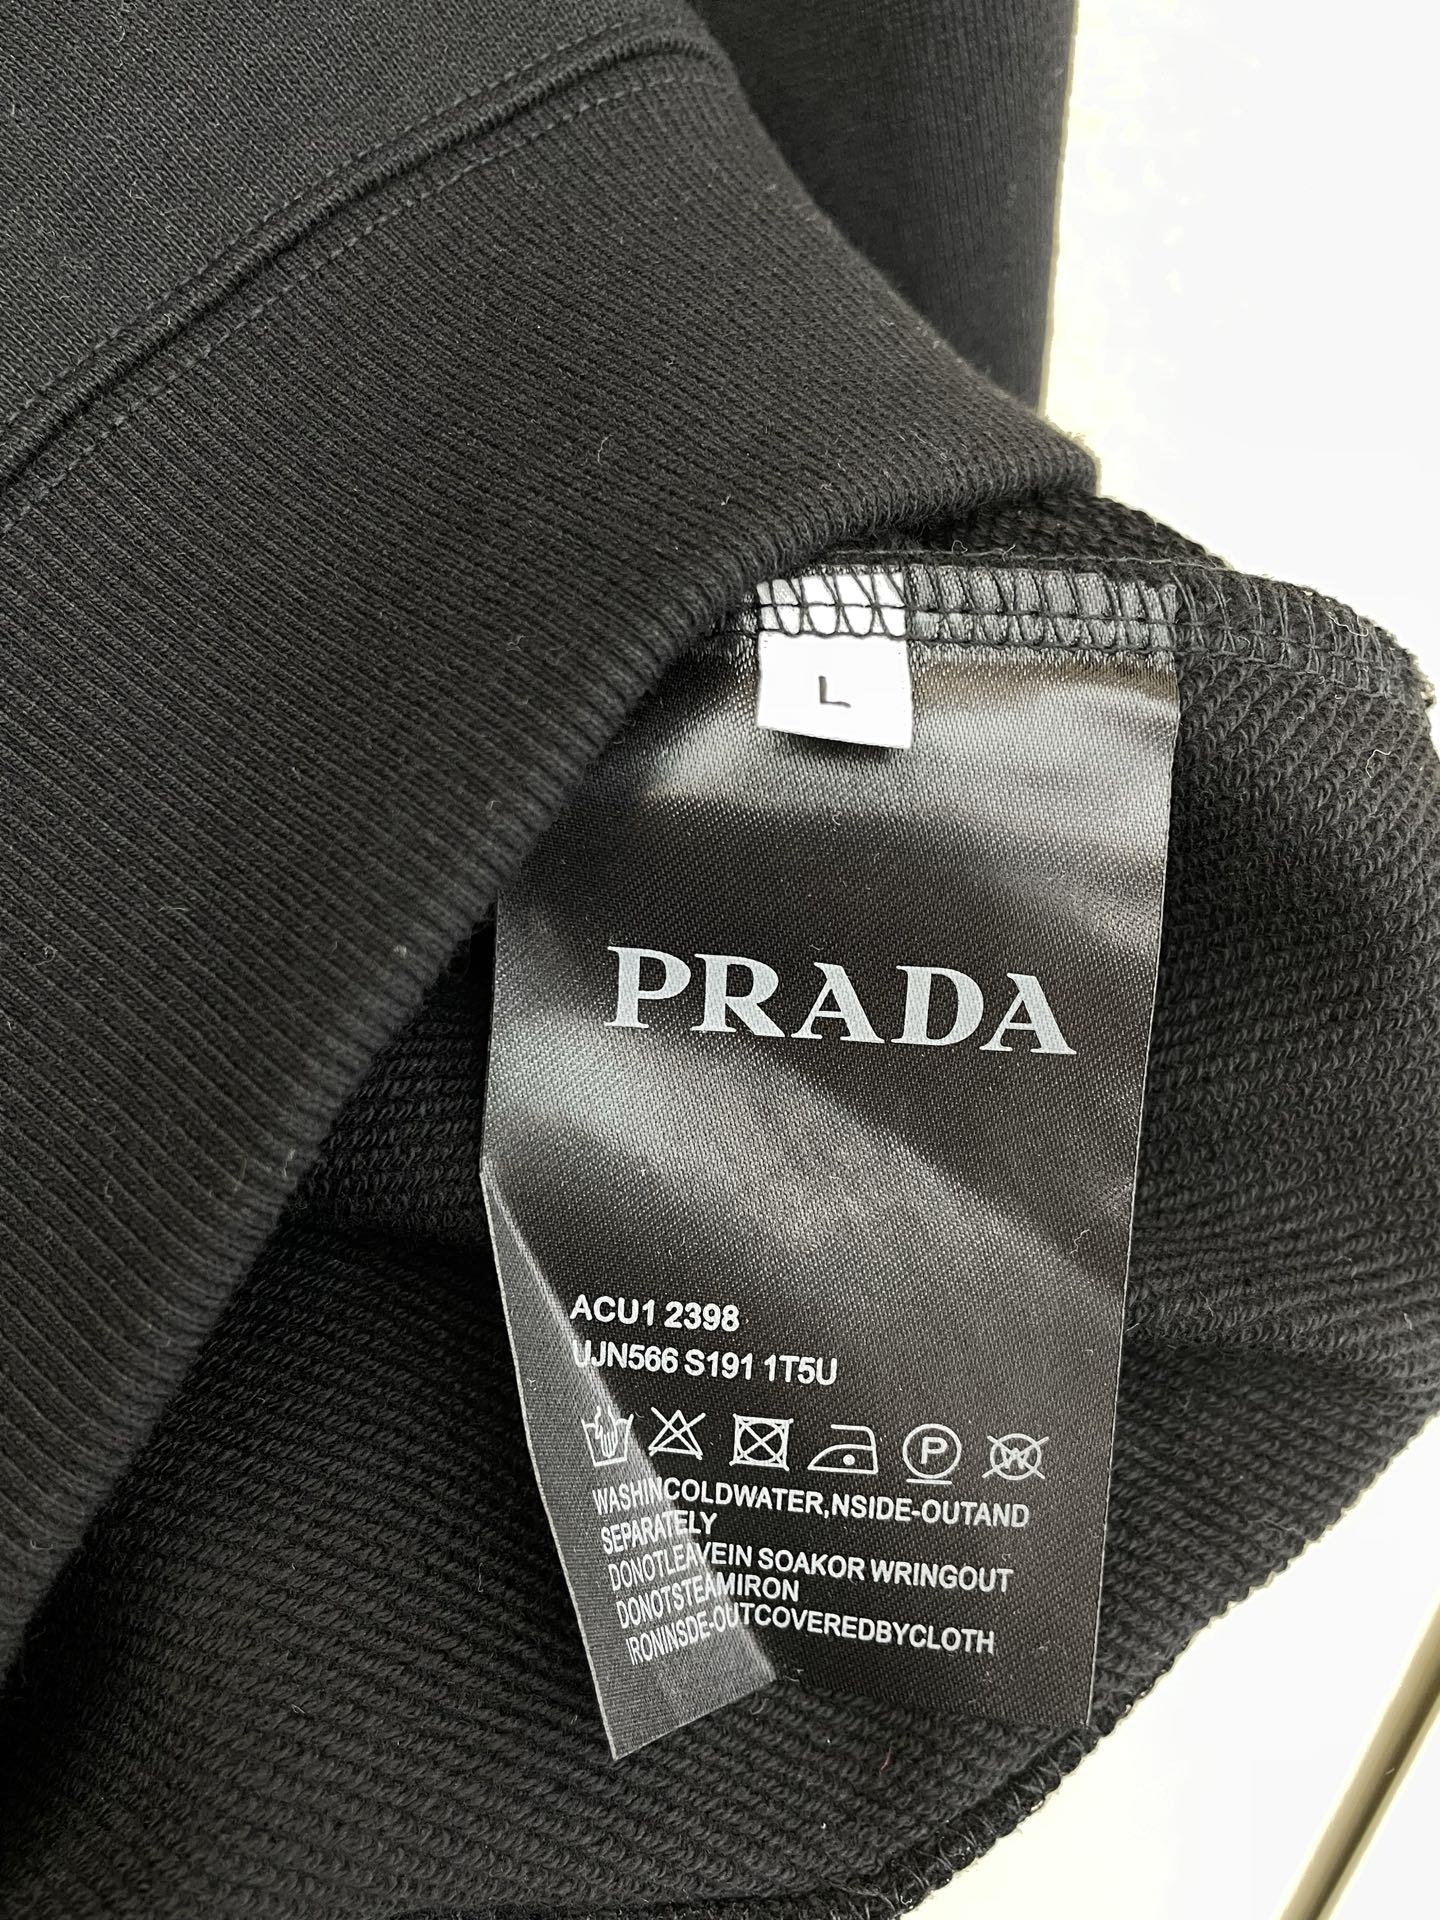 L
PRADA
ACU1 2398
UJN566 S191 1T5U
P
W
WASHINCOLDWATER,NSIDE-OUTAND
SEPARATELY
DONOTLEAVEIN SOAKOR WRINGOUT
DONOTSTEAMIRON
IRONINSDE-OUTCOVEREDBYCLOTH